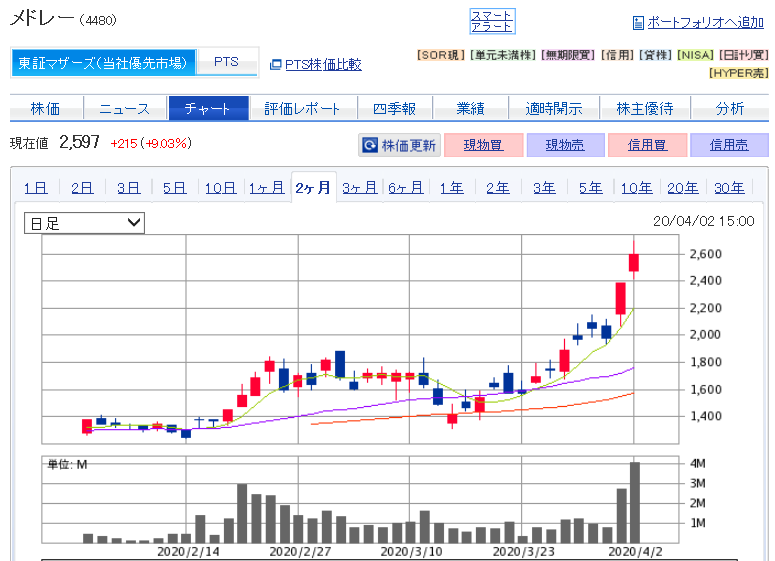 メドレー (4480)
スマート
アラート
ポートフォリオへ追加
東証マザーズ(当社優先市場) PTS PTS株価比較
[SOR現] [単元未満株] [無期限買] [信用] [貸株] [NISA] [日計り買]
[HYPER売]
株価 ニュース チャート 評価レポート 四季報 業績 適時開示 株主優待 分析
現在値 2,597 +215 (+9.03%) 株価更新 現物買 現物売 信用買 信用売
1日 2日 3日 5日 10日 1ヶ月 2ヶ月 3ヶ月 6ヶ月 1年 2年 3年 5年 10年 20年 30年
日足 20/04/02 15:00
2,600
2,400
2,200
2,000
1,800
1,600
1,400
単位: M
4M
3M
2M
1M
2020/2/14 2020/2/27 2020/3/10 2020/3/23 2020/4/2